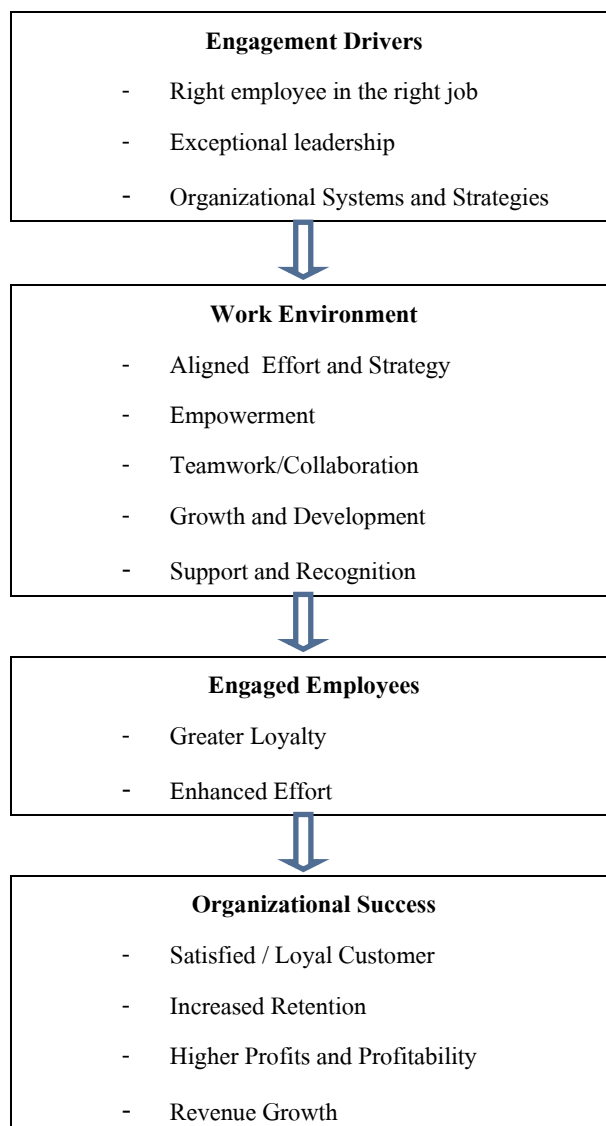 Engagement Drivers
- Right employee in the right job
- Exceptional leadership
- Organizational Systems and Strategies
Work Environment
- Aligned Effort and Strategy
- Empowerment
- Teamwork/Collaboration
- Growth and Development
- Support and Recognition
Engaged Employees
- Greater Loyalty
- Enhanced Effort
Organizational Success
- Satisfied / Loyal Customer
- Increased Retention
- Higher Profits and Profitability
- Revenue Growth